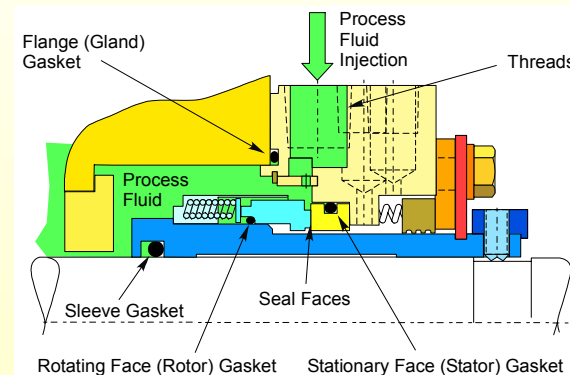 Process
Fluid
Injection
Flange (Gland)
Gasket
Threads
Process
Fluid
Sleeve Gasket
Seal Faces
Rotating Face (Rotor) Gasket
Stationary Face (Stator) Gasket